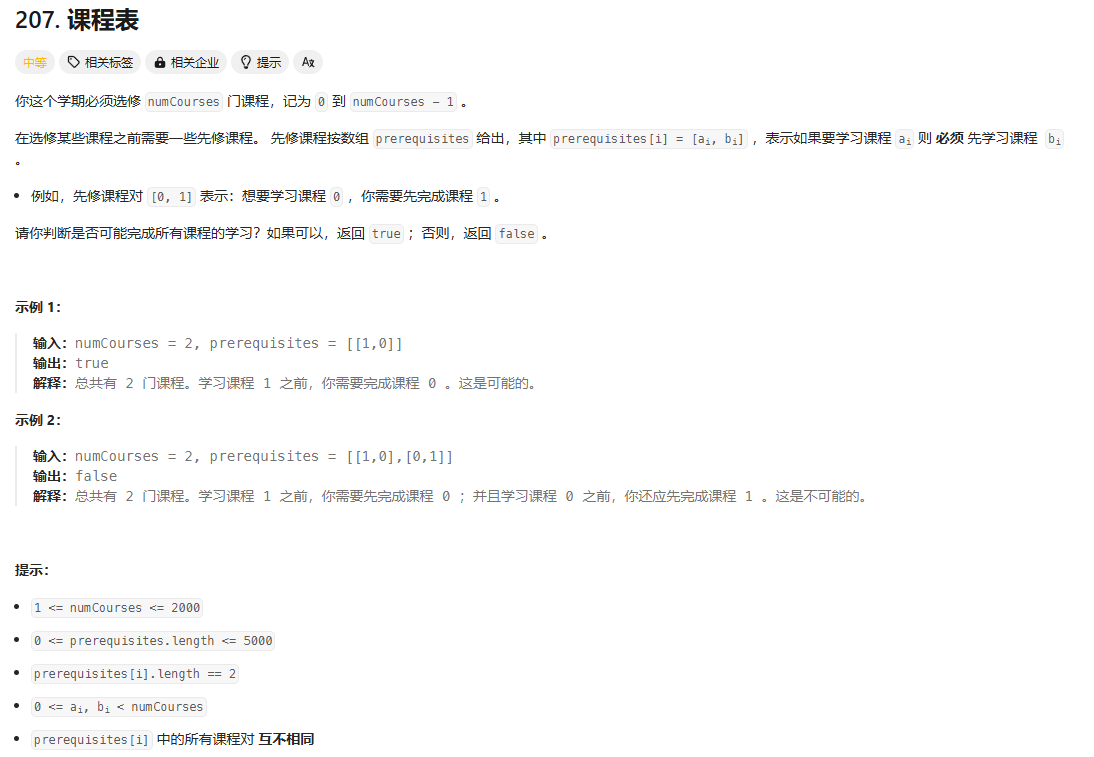 207. 课程表
中等 相关标签 相关企业 提示 Aあ
你这个学期必须选修 numCourses 门课程，记为 0 到 numCourses - 1 。
在选修某些课程之前需要一些先修课程。 先修课程按数组 prerequisites 给出，其中 prerequisites[i] = [ai, bi] ，表示如果要学习课程 ai 则 必须 先学习课程 bi
。
例如，先修课程对 [0, 1] 表示：想要学习课程 0 ，你需要先完成课程 1 。
请你判断是否可能完成所有课程的学习？如果可以，返回 true ；否则，返回 false 。
示例 1：
输入：numCourses = 2, prerequisites = [[1,0]]
输出：true
解释：总共有 2 门课程。学习课程 1 之前，你需要完成课程 0 。这是可能的。
示例 2：
输入：numCourses = 2, prerequisites = [[1,0],[0,1]]
输出：false
解释：总共有 2 门课程。学习课程 1 之前，你需要先完成课程 0 ；并且学习课程 0 之前，你还应先完成课程 1 。这是不可能的。
提示：
1 <= numCourses <= 2000
0 <= prerequisites.length <= 5000
prerequisites[i].length == 2
0 <= ai, bi < numCourses
prerequisites[i] 中的所有课程对 互不相同